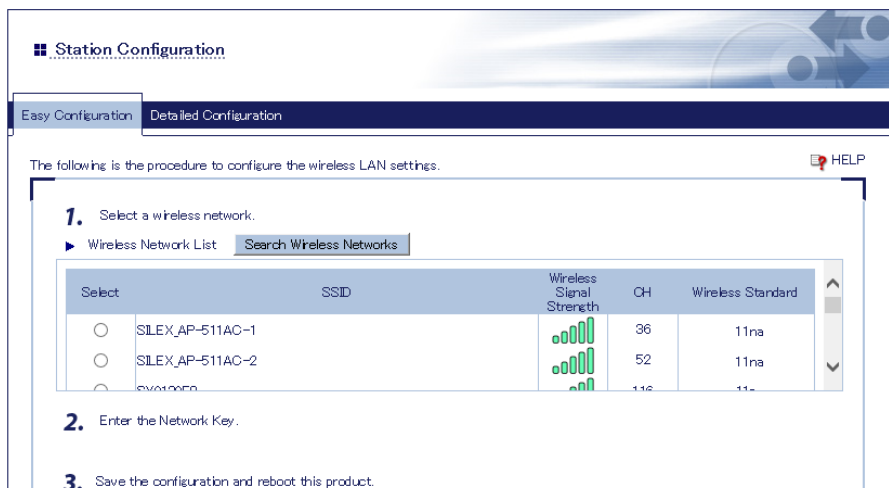 Station Configuration
Easy Configuration Detailed Configuration
The following is the procedure to configure the wireless LAN settings.
HELP
1. Select a wireless network.
Wireless Network List Search Wireless Networks
Select SSID Wireless Signal Strength CH Wireless Standard
SILEX_AP-511AC-1 36 11na
SILEX_AP-511AC-2 52 11na
116
2. Enter the Network Key.
3. Save the configuration and reboot this product.